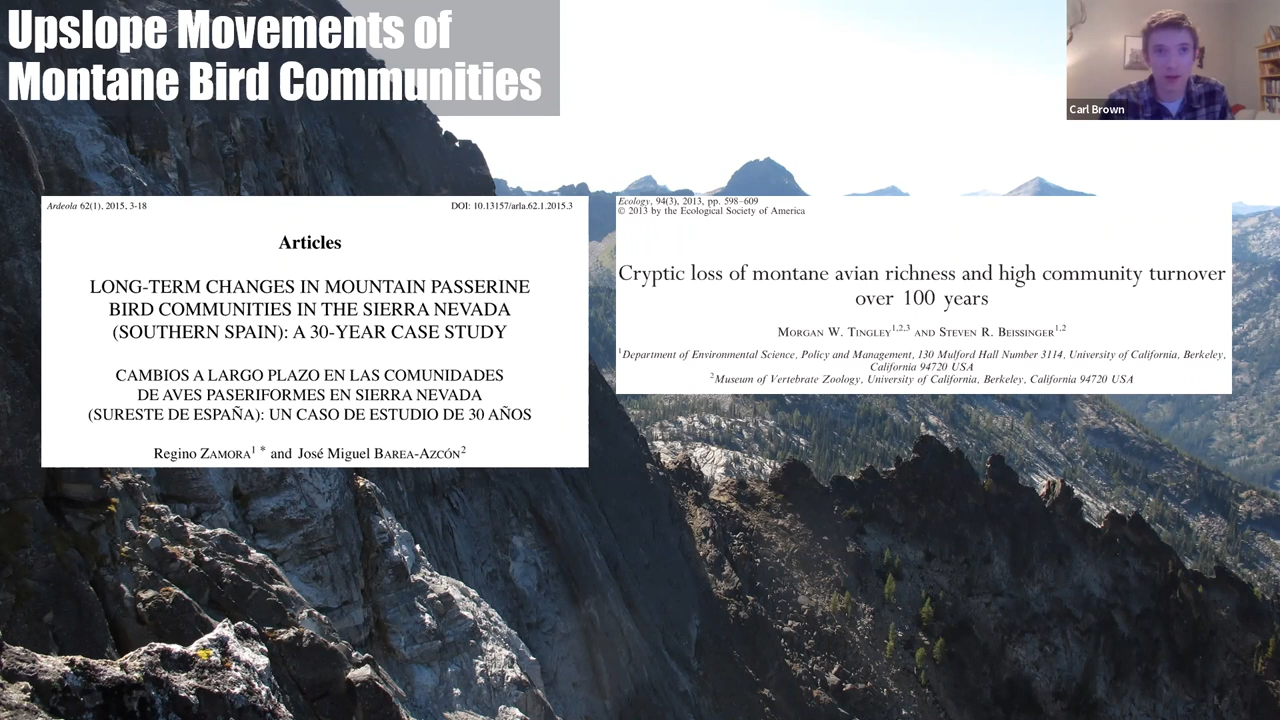 Upslope Movements of
Montane Bird Communities
Carl Brown
Ardeola 62(1), 2015, 3-18
DOI: 10.13157/arla.62.1.2015.3
Articles
LONG-TERM CHANGES IN MOUNTAIN PASSERINE
BIRD COMMUNITIES IN THE SIERRA NEVADA
(SOUTHERN SPAIN): A 30-YEAR CASE STUDY
CAMBIOS A LARGO PLAZO EN LAS COMUNIDADES
DE AVES PASERIFORMES EN SIERRA NEVADA
(SURESTE DE ESPAÑA): UN CASO DE ESTUDIO DE 30 AÑOS
Regino ZAMORA1 * and José Miguel BAREA-AZCÓN2
Ecology, 94(3), 2013, pp. 598–609
© 2013 by the Ecological Society of America
Cryptic loss of montane avian richness and high community turnover
over 100 years
MORGAN W. TINGLEY1,2,3 AND STEVEN R. BEISSINGER1,2
1Department of Environmental Science, Policy and Management, 130 Mulford Hall Number 3114, University of California, Berkeley,
California 94720 USA
2Museum of Vertebrate Zoology, University of California, Berkeley, California 94720 USA